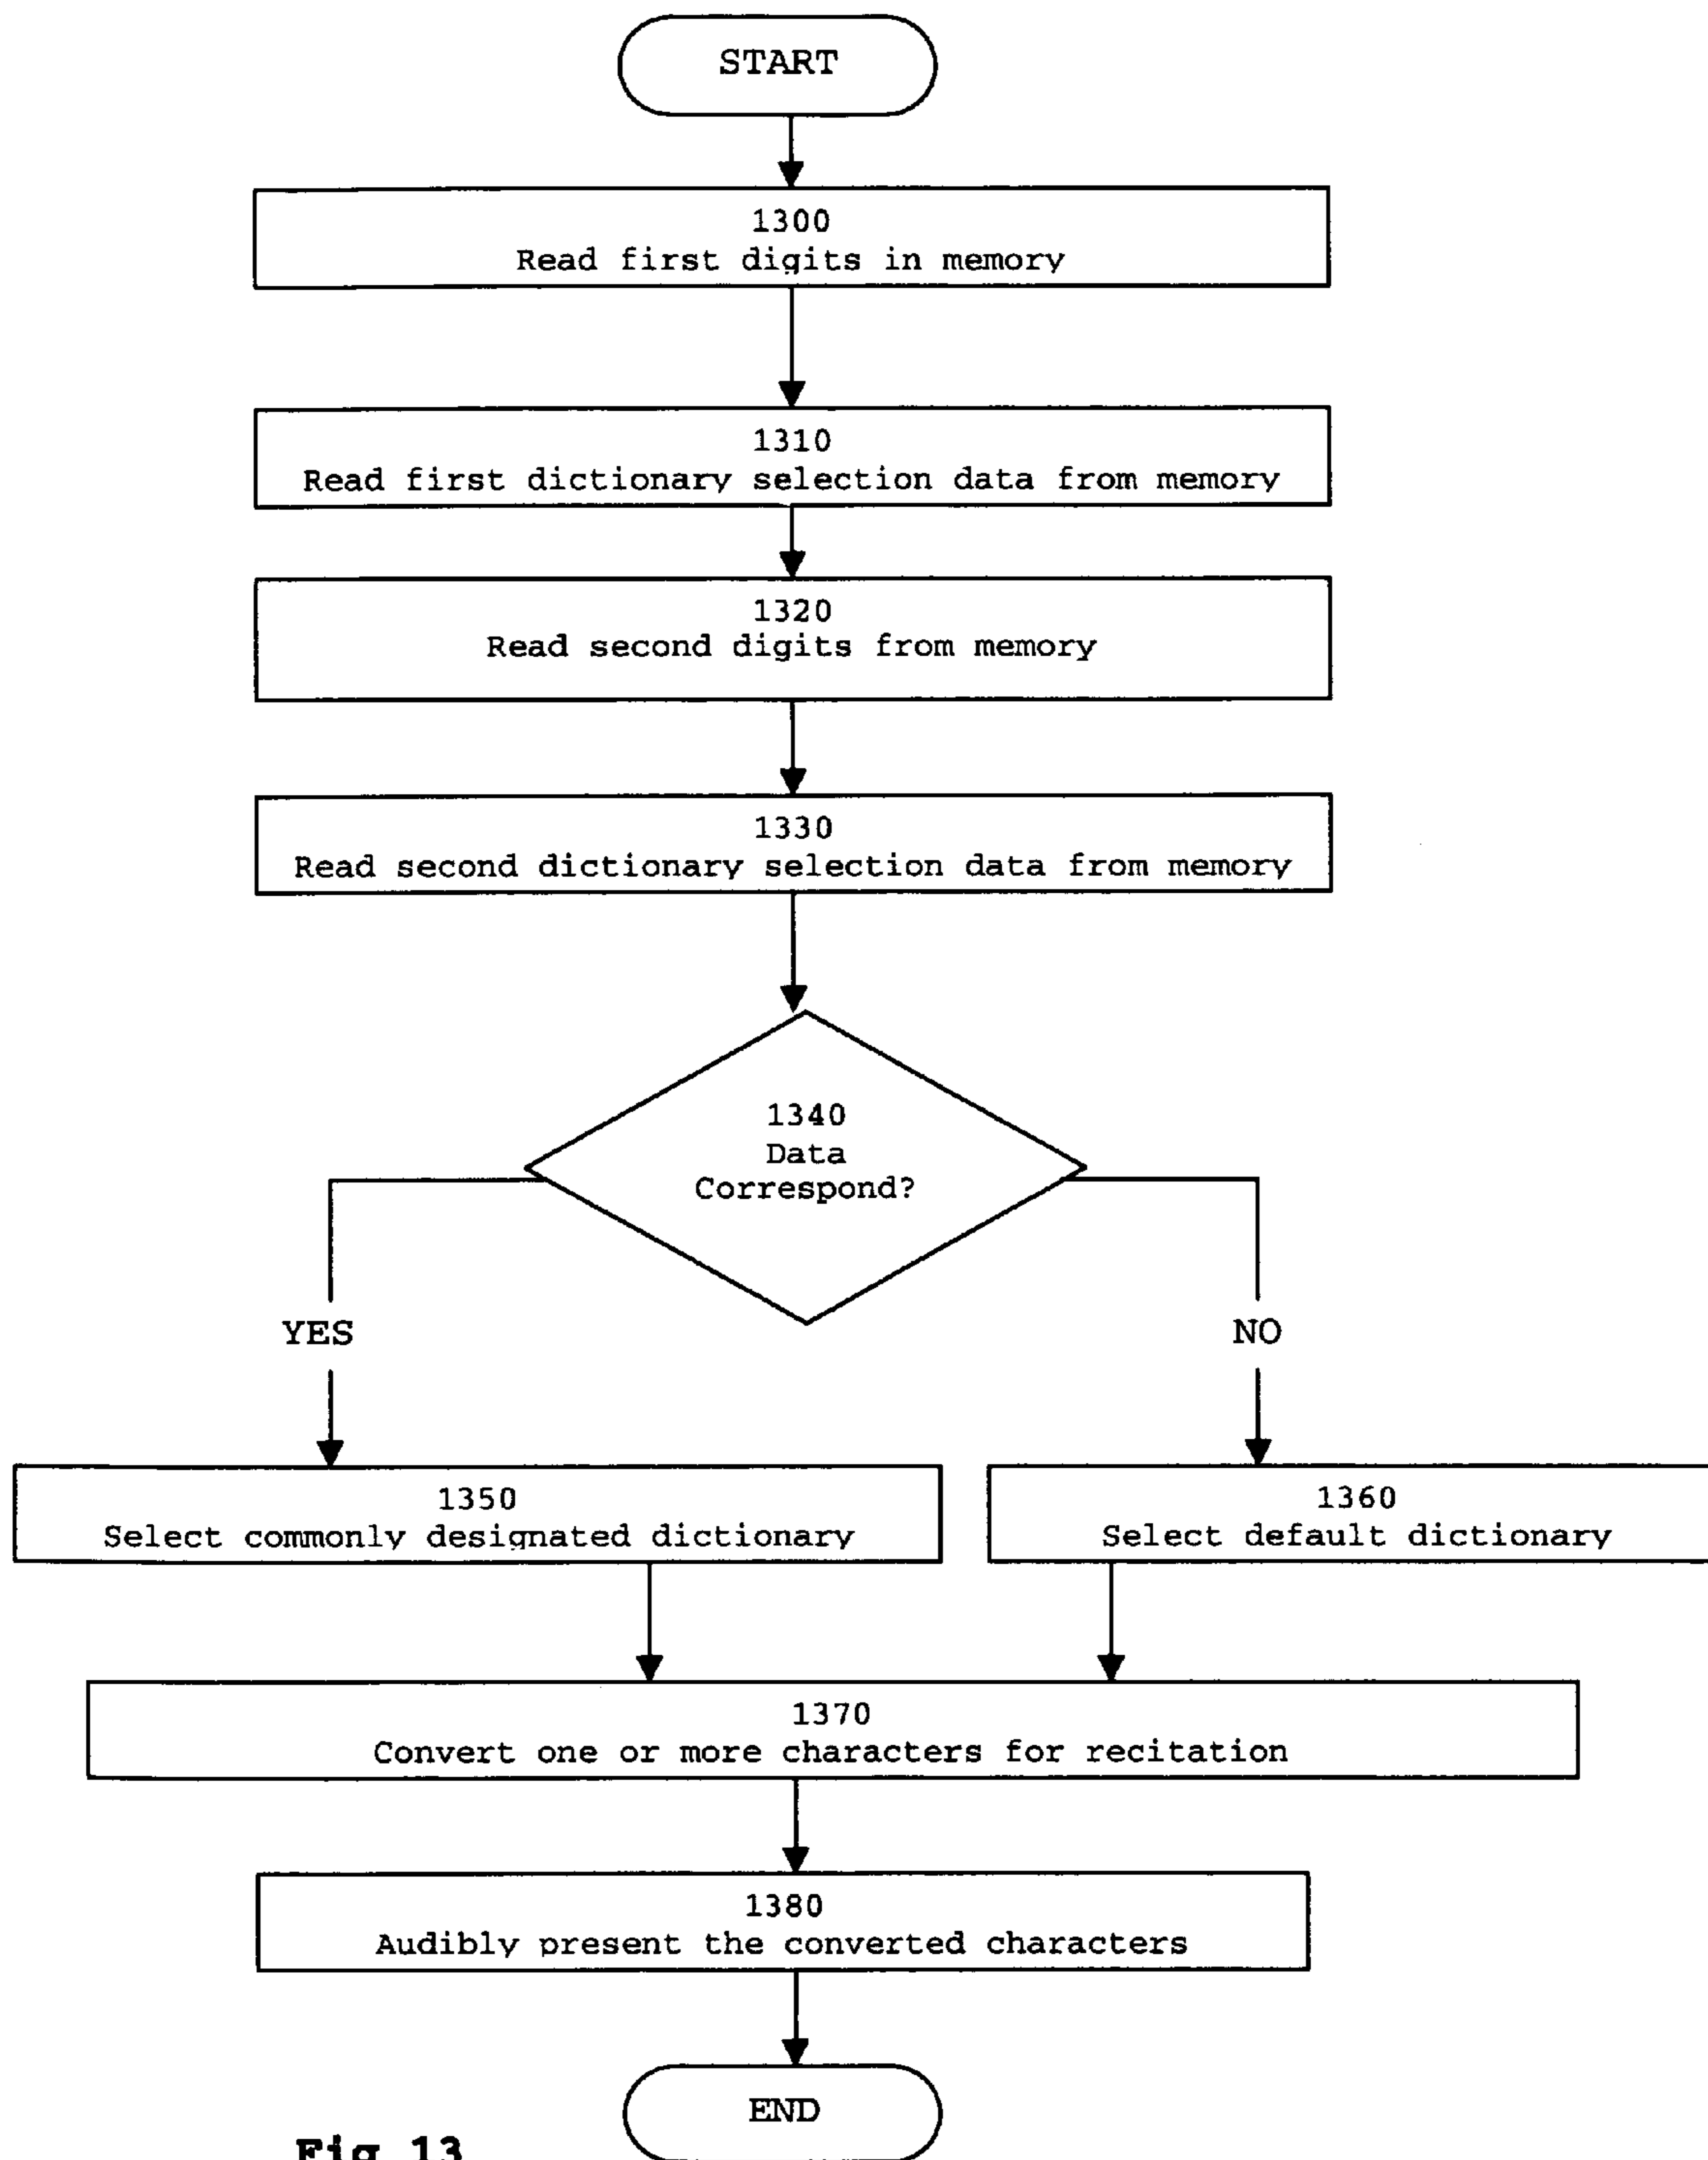 START
1300
Read first digits in memory
1310
Read first dictionary selection data from memory
1320
Read second digits from memory
1330
Read second dictionary selection data from memory
1340
Data
Correspond?
YES
NO
1350
Select commonly designated dictionary
1360
Select default dictionary
1370
Convert one or more characters for recitation
1380
Audibly present the converted characters
END
Fig 13